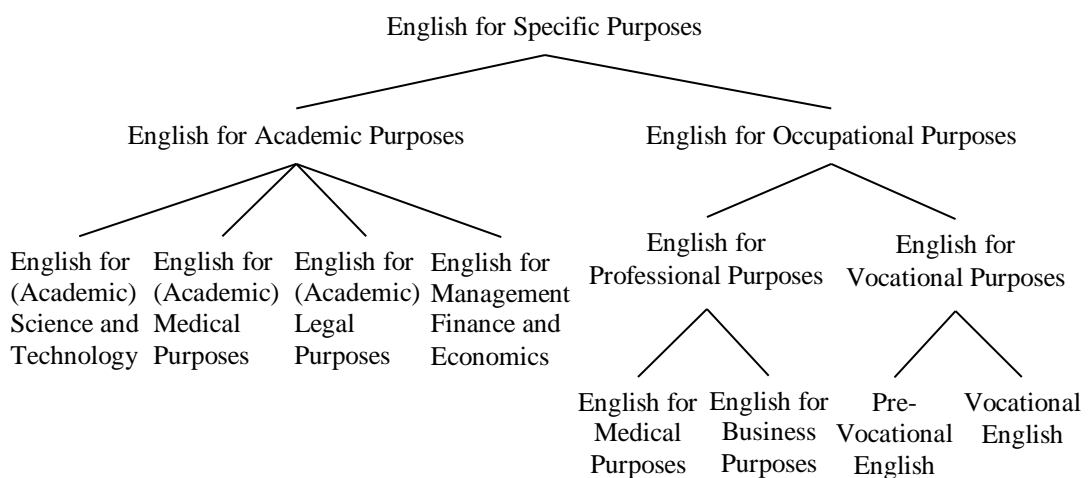 English for Specific Purposes
English for Academic Purposes
English for Occupational Purposes
English for
(Academic)
Science and
Technology
English for
(Academic)
Medical
Purposes
English for
(Academic)
Legal
Purposes
English for
Management
Finance and
Economics
English for
Professional Purposes
English for
Vocational Purposes
English for
Medical
Purposes
English for
Business
Purposes
Pre-
Vocational
English
Vocational
English